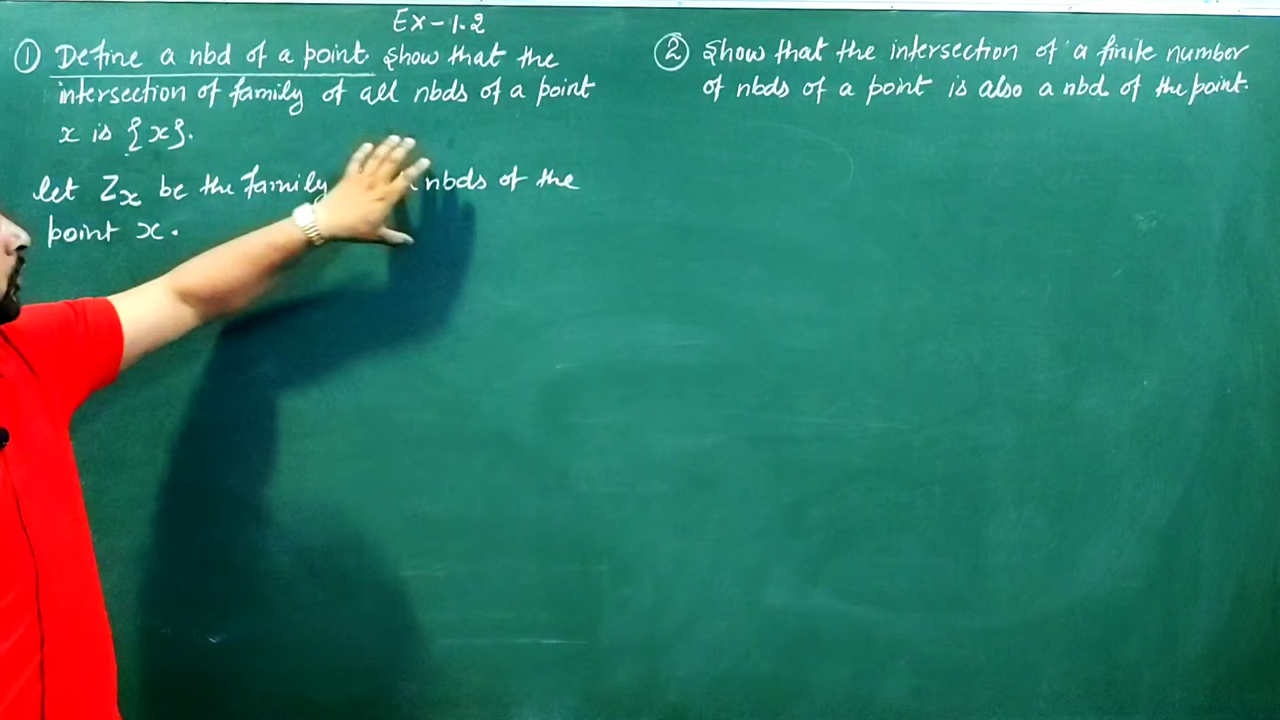 Ex-1.2
① Define a nbd of a point. Show that the
intersection of family of all nbds of a point
x is {x}.
let Zx be the family nbds of the
point x.
② Show that the intersection of a finite number
of nbds of a point is also a nbd of the point.